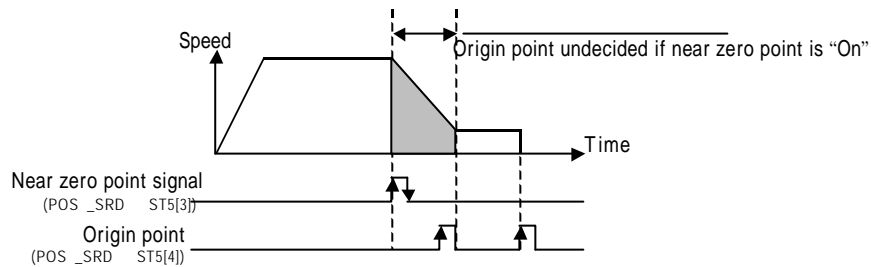 Speed
Origin point undecided if near zero point is “On”
Time
Near zero point signal
(POS _SRD ST5[3])
Origin point
(POS _SRD ST5[4])